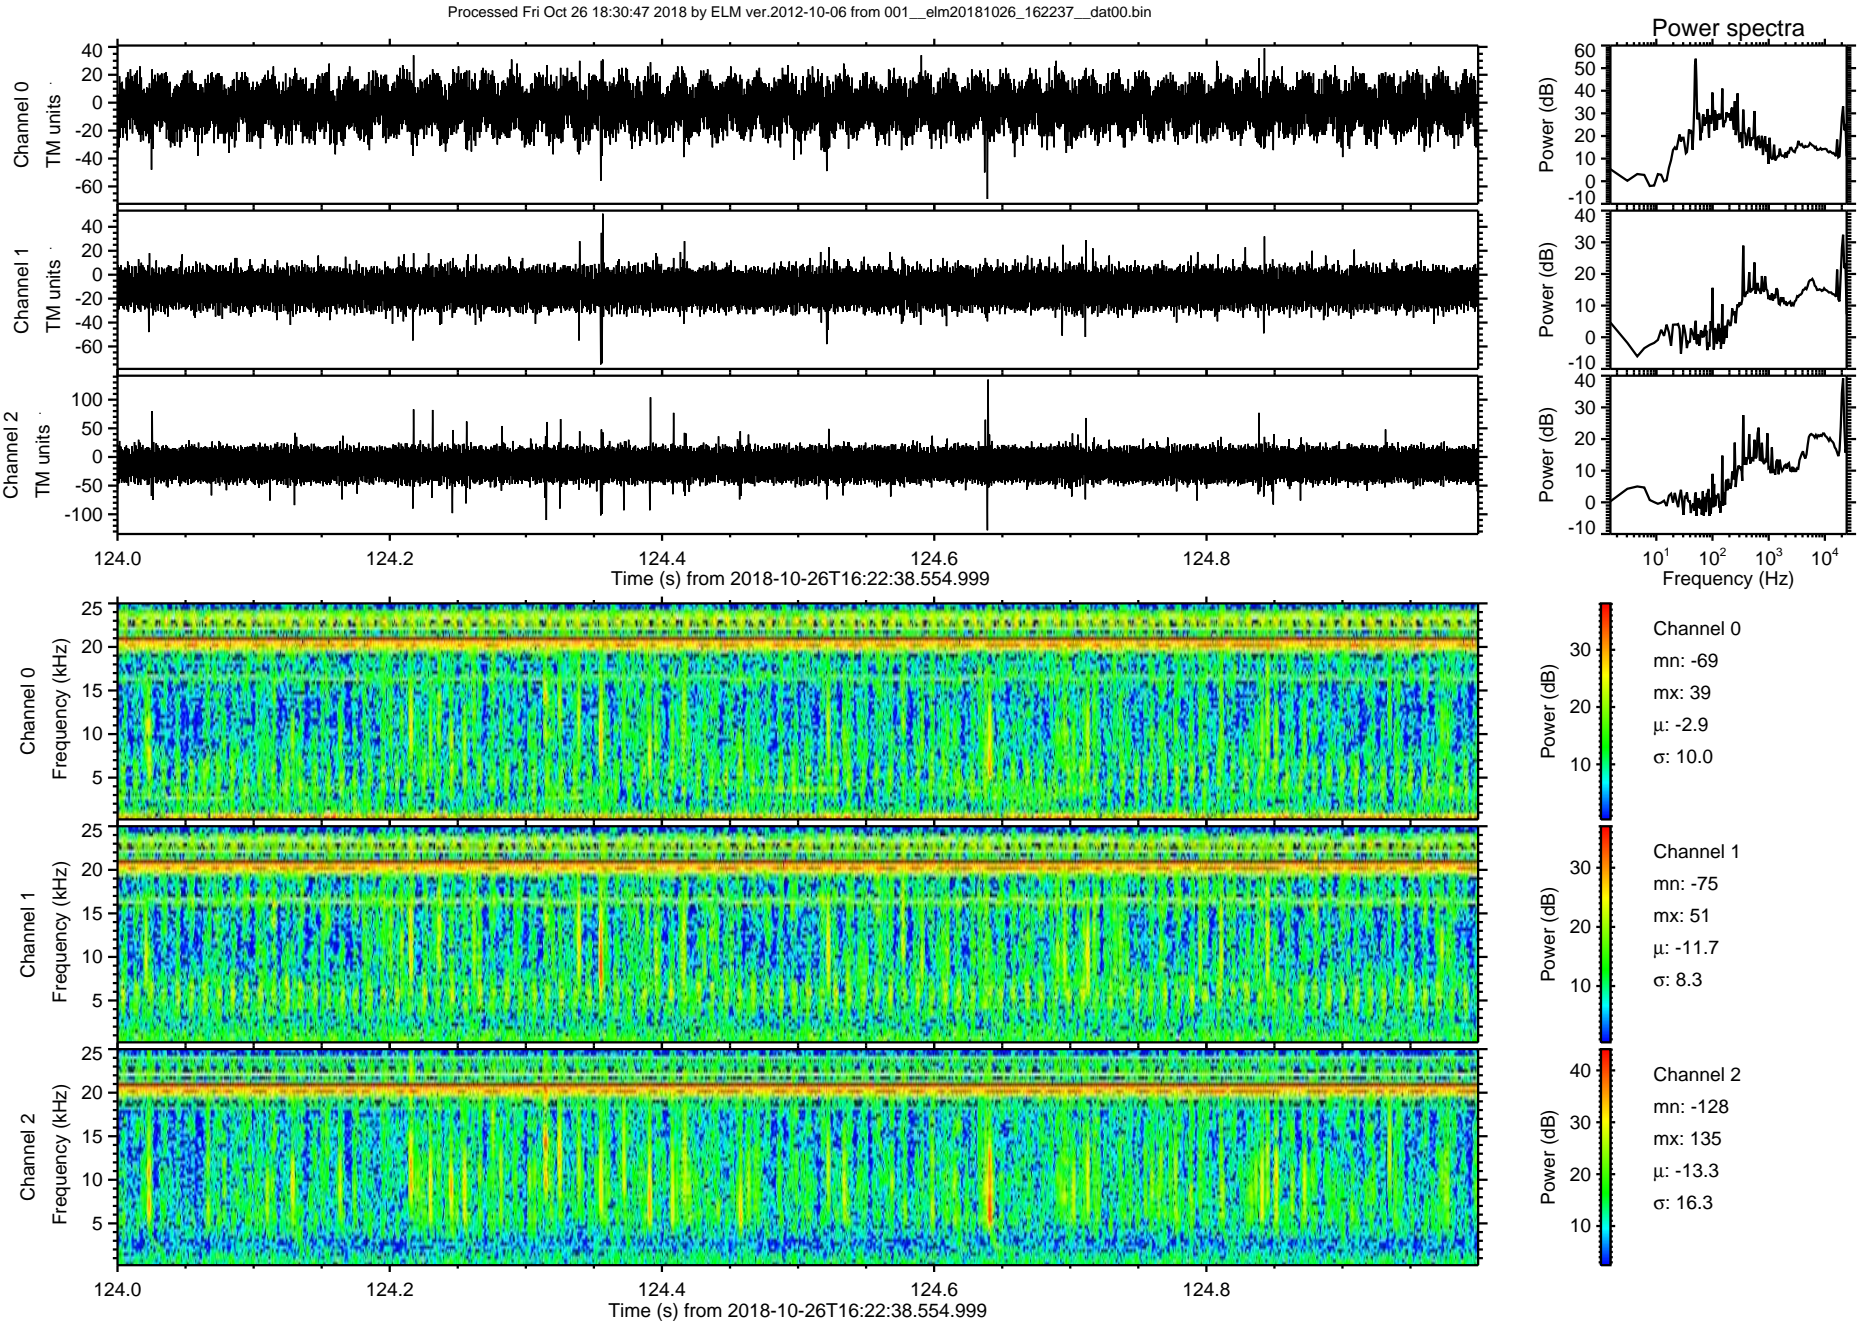 Processed Fri Oct 26 18:30:47 2018 by ELM ver.2012-10-06 from 001__elm20181026_162237__dat00.bin
Power spectra
Channel 0
TM units
40
20
0
-20
-40
-60
Power (dB)
60
50
40
30
20
10
0
-10
Channel 1
TM units
40
20
0
-20
-40
-60
Power (dB)
40
30
20
10
0
-10
Channel 2
TM units
100
50
0
-50
-100
Power (dB)
40
30
20
10
0
-10
124.0 124.2 124.4 124.6 124.8
Time (s) from 2018-10-26T16:22:38.554.999
10¹ 10² 10³ 10⁴
Frequency (Hz)
Channel 0
Frequency (kHz)
25
20
15
10
5
Power (dB)
30
20
10
Channel 0
mn: -69
mx: 39
μ: -2.9
σ: 10.0
Channel 1
Frequency (kHz)
25
20
15
10
5
Power (dB)
30
20
10
Channel 1
mn: -75
mx: 51
μ: -11.7
σ: 8.3
Channel 2
Frequency (kHz)
25
20
15
10
5
Power (dB)
40
30
20
10
Channel 2
mn: -128
mx: 135
μ: -13.3
σ: 16.3
124.0 124.2 124.4 124.6 124.8
Time (s) from 2018-10-26T16:22:38.554.999